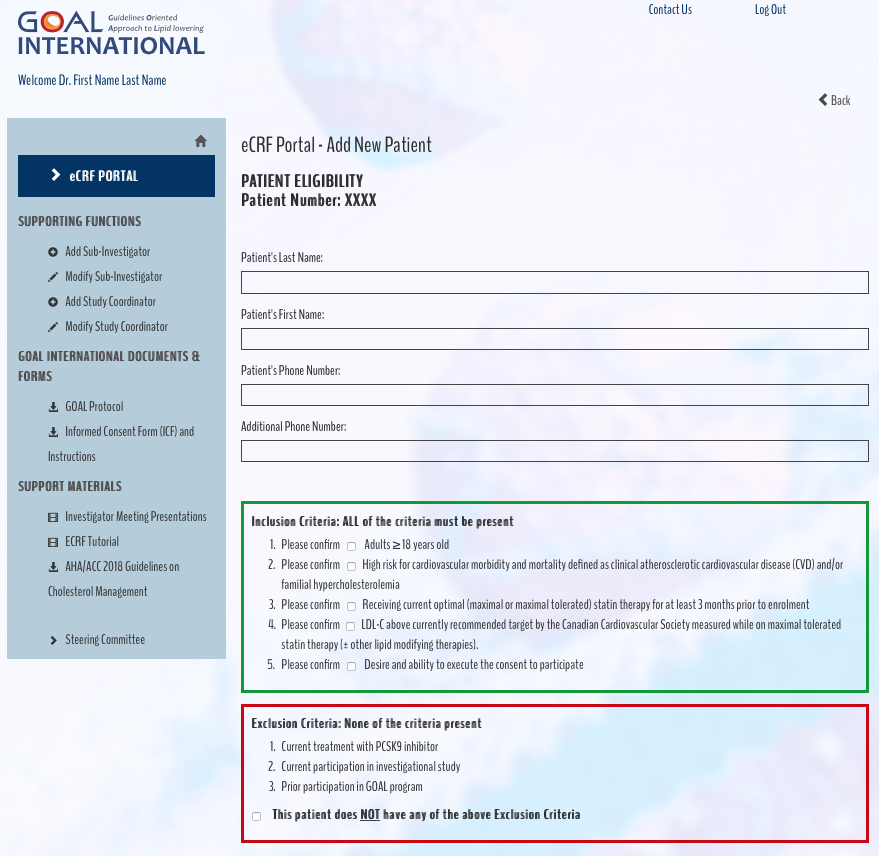 GOAL Guidelines Oriented
Approach to Lipid lowering
INTERNATIONAL
Contact Us
Log Out
Welcome Dr. First Name Last Name
Back
eCRF PORTAL
SUPPORTING FUNCTIONS
Add Sub-Investigator
Modify Sub-Investigator
Add Study Coordinator
Modify Study Coordinator
GOAL INTERNATIONAL DOCUMENTS &
FORMS
GOAL Protocol
Informed Consent Form (ICF) and
Instructions
SUPPORT MATERIALS
Investigator Meeting Presentations
ECRF Tutorial
AHA/ACC 2018 Guidelines on
Cholesterol Management
Steering Committee
eCRF Portal - Add New Patient
PATIENT ELIGIBILITY
Patient Number: XXXX
Patient's Last Name:
Patient's First Name:
Patient's Phone Number:
Additional Phone Number:
Inclusion Criteria: ALL of the criteria must be present
1. Please confirm Adults ≥ 18 years old
2. Please confirm High risk for cardiovascular morbidity and mortality defined as clinical atherosclerotic cardiovascular disease (CVD) and/or
familial hypercholesterolemia
3. Please confirm Receiving current optimal (maximal or maximal tolerated) statin therapy for at least 3 months prior to enrolment
4. Please confirm LDL-C above currently recommended target by the Canadian Cardiovascular Society measured while on maximal tolerated
statin therapy (± other lipid modifying therapies).
5. Please confirm Desire and ability to execute the consent to participate
Exclusion Criteria: None of the criteria present
1. Current treatment with PCSK9 inhibitor
2. Current participation in investigational study
3. Prior participation in GOAL program
This patient does NOT have any of the above Exclusion Criteria